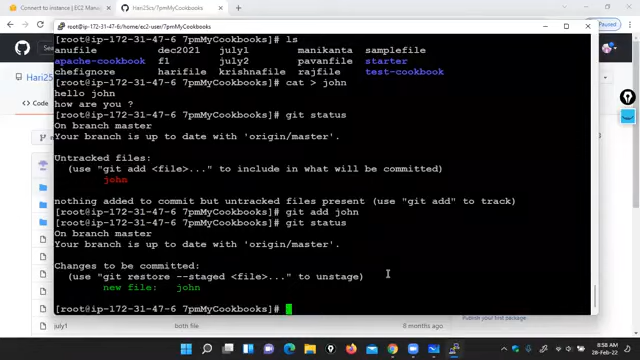 Connect to instance | EC2 Manager
Hari25cs / 7pmMyCookbooks
root@ip-172-31-47-6:/home/ec2-user/7pmMyCookbooks
[root@ip-172-31-47-6 7pmMyCookbooks]# ls
anufile dec2021 july1 manikanta samplefile
apache-cookbook f1 july2 pavanfile starter
chefignore harifile krishnafile rajfile test-cookbook
[root@ip-172-31-47-6 7pmMyCookbooks]# cat > john
hello john
how are you ?
[root@ip-172-31-47-6 7pmMyCookbooks]# git status
On branch master
Your branch is up to date with 'origin/master'.
Untracked files:
(use "git add <file>..." to include in what will be committed)
john
nothing added to commit but untracked files present (use "git add" to track)
[root@ip-172-31-47-6 7pmMyCookbooks]# git add john
[root@ip-172-31-47-6 7pmMyCookbooks]# git status
On branch master
Your branch is up to date with 'origin/master'.
Changes to be committed:
(use "git restore --staged <file>..." to unstage)
new file: john
[root@ip-172-31-47-6 7pmMyCookbooks]#
Hari25
Code
july1 both file 8 months ago
Publish your first package
8:58 AM
28-Feb-22